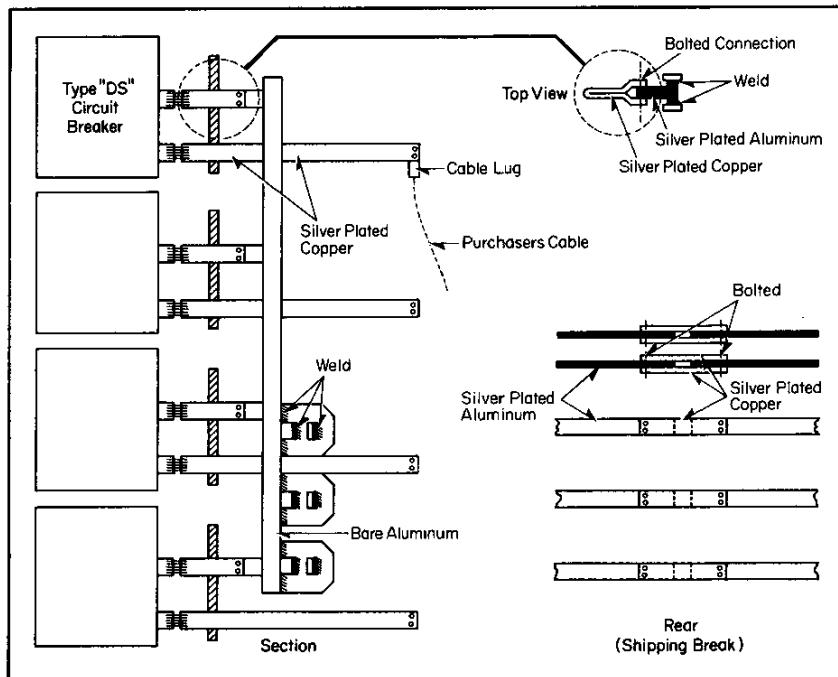 Type "DS"
Circuit
Breaker
Bolted Connection
Top View
Weld
Silver Plated Aluminum
Silver Plated Copper
Cable Lug
Silver Plated
Copper
Purchasers Cable
Bolted
Weld
Silver Plated
Aluminum
Silver Plated
Copper
Bare Aluminum
Section
Rear
(Shipping Break)